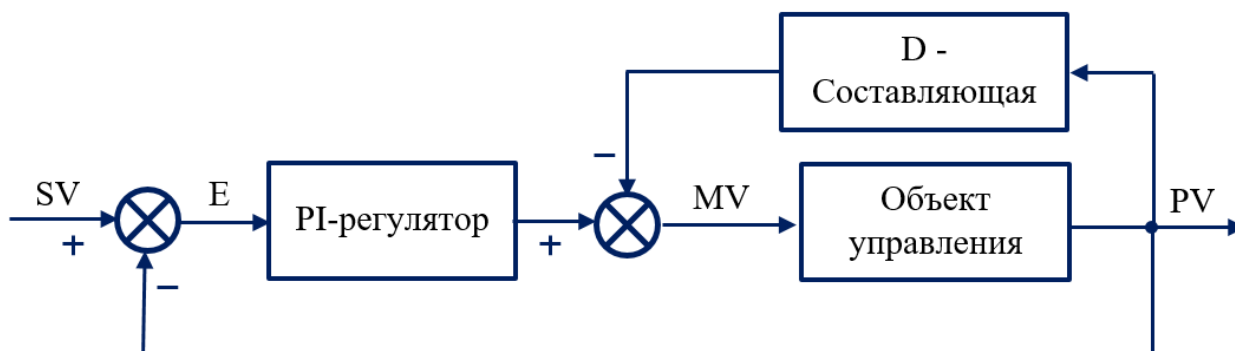 D -
Составляющая
–
SV
E
PI-регулятор
MV
Объект
управления
PV
+
+
–